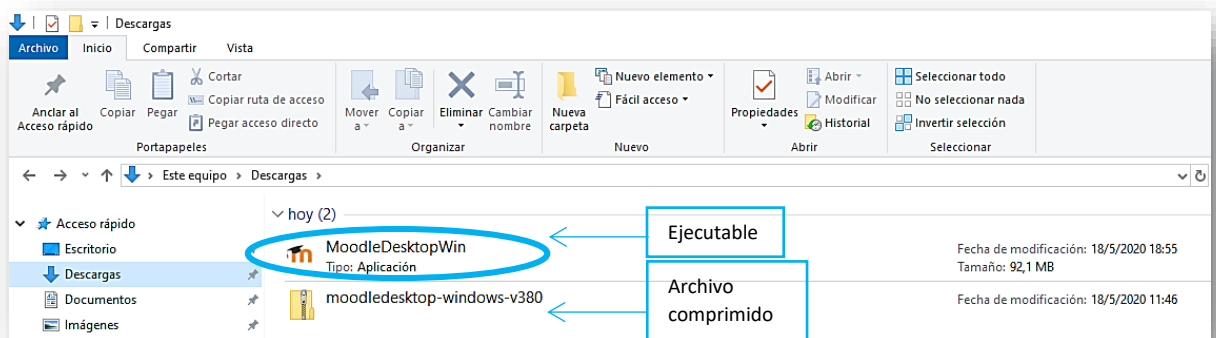 Descargas
Archivo Inicio Compartir Vista
Anclar al
Acceso rápido
Copiar
Pegar
Cortar
Copiar ruta de acceso
Pegar acceso directo
Portapapeles
Mover
a
Copiar
a
Eliminar
Cambiar
nombre
Organizar
Nueva
carpeta
Nuevo elemento
Fácil acceso
Nuevo
Propiedades
Abrir
Modificar
Historial
Abrir
Seleccionar todo
No seleccionar nada
Invertir selección
Seleccionar
Este equipo > Descargas >
Acceso rápido
Escritorio
Descargas
Documentos
Imágenes
hoy (2)
MoodleDesktopWin
Tipo: Aplicación
Ejecutable
Fecha de modificación: 18/5/2020 18:55
Tamaño: 92,1 MB
moodledesktop-windows-v380
Archivo
comprimido
Fecha de modificación: 18/5/2020 11:46